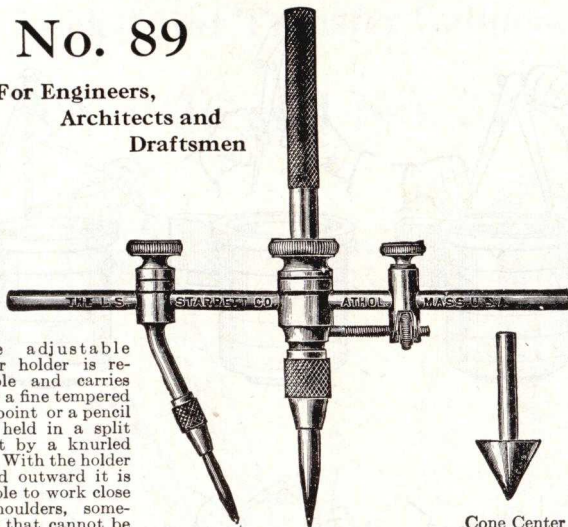 No. 89
For Engineers,
Architects and
Draftsmen
THE L.S. STARRETT CO. ATHOL. MASS. U.S.A.
adjustable
holder is re-
and carries
a fine tempered
point or a pencil
held in a split
by a knurled
With the holder
outward it is
to work close
some-
that cannot be
Cone Center